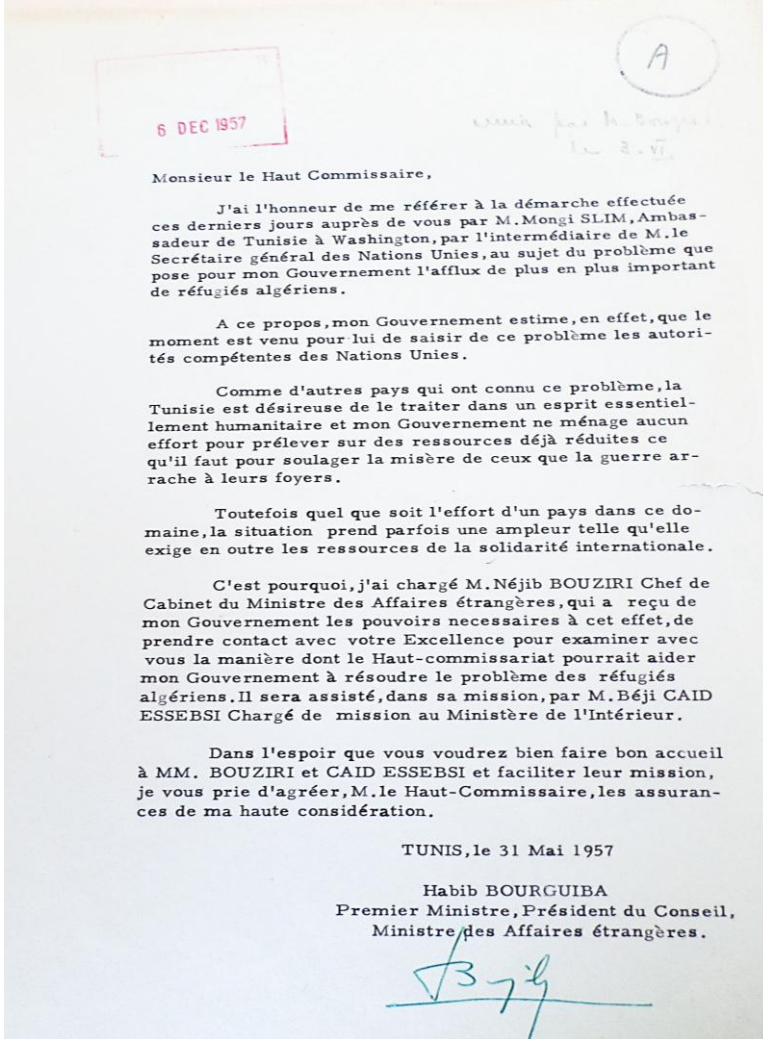 A
6 DEC 1957
le 3.VI
Monsieur le Haut Commissaire,
J'ai l'honneur de me référer à la démarche effectuée
ces derniers jours auprès de vous par M.Mongi SLIM,Ambas-
sadeur de Tunisie à Washington,par l'intermédiaire de M.le
Secrétaire général des Nations Unies,au sujet du problème que
pose pour mon Gouvernement l'afflux de plus en plus important
de réfugiés algériens.
A ce propos,mon Gouvernement estime,en effet,que le
moment est venu pour lui de saisir de ce problème les autori-
tés compétentes des Nations Unies.
Comme d'autres pays qui ont connu ce problème,la
Tunisie est désireuse de le traiter dans un esprit essentiel-
lement humanitaire et mon Gouvernement ne ménage aucun
effort pour prélever sur des ressources déjà réduites ce
qu'il faut pour soulager la misère de ceux que la guerre ar-
rache à leurs foyers.
Toutefois quel que soit l'effort d'un pays dans ce do-
maine,la situation prend parfois une ampleur telle qu'elle
exige en outre les ressources de la solidarité internationale.
C'est pourquoi,j'ai chargé M.Néjib BOUZIRI Chef de
Cabinet du Ministre des Affaires étrangères,qui a reçu de
mon Gouvernement les pouvoirs necessaires à cet effet,de
prendre contact avec votre Excellence pour examiner avec
vous la manière dont le Haut-commissariat pourrait aider
mon Gouvernement à résoudre le problème des réfugiés
algériens.Il sera assisté,dans sa mission,par M.Béji CAID
ESSEBSI Chargé de mission au Ministère de l'Intérieur.
Dans l'espoir que vous voudrez bien faire bon accueil
à MM. BOUZIRI et CAID ESSEBSI et faciliter leur mission,
je vous prie d'agréer,M.le Haut-Commissaire,les assuran-
ces de ma haute considération.
TUNIS,le 31 Mai 1957
Habib BOURGUIBA
Premier Ministre,Président du Conseil,
Ministre des Affaires étrangères.